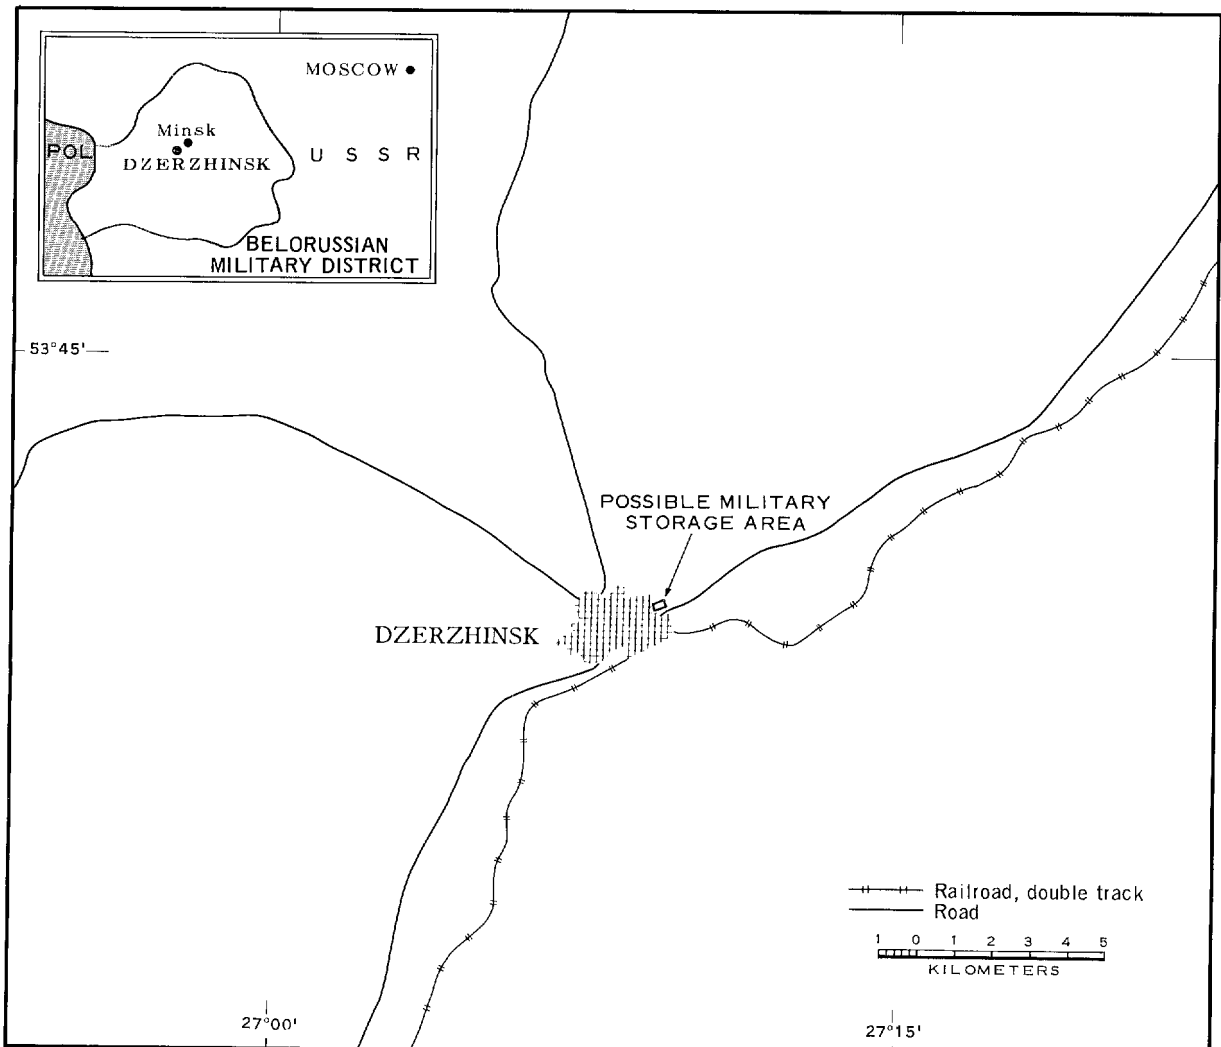 MOSCOW
Minsk
POL
DZERZHINSK
U S S R
BELORUSSIAN
MILITARY DISTRICT
53°45'
POSSIBLE MILITARY
STORAGE AREA
DZERZHINSK
Railroad, double track
Road
1 0 1 2 3 4 5
KILOMETERS
27°00'
27°15'